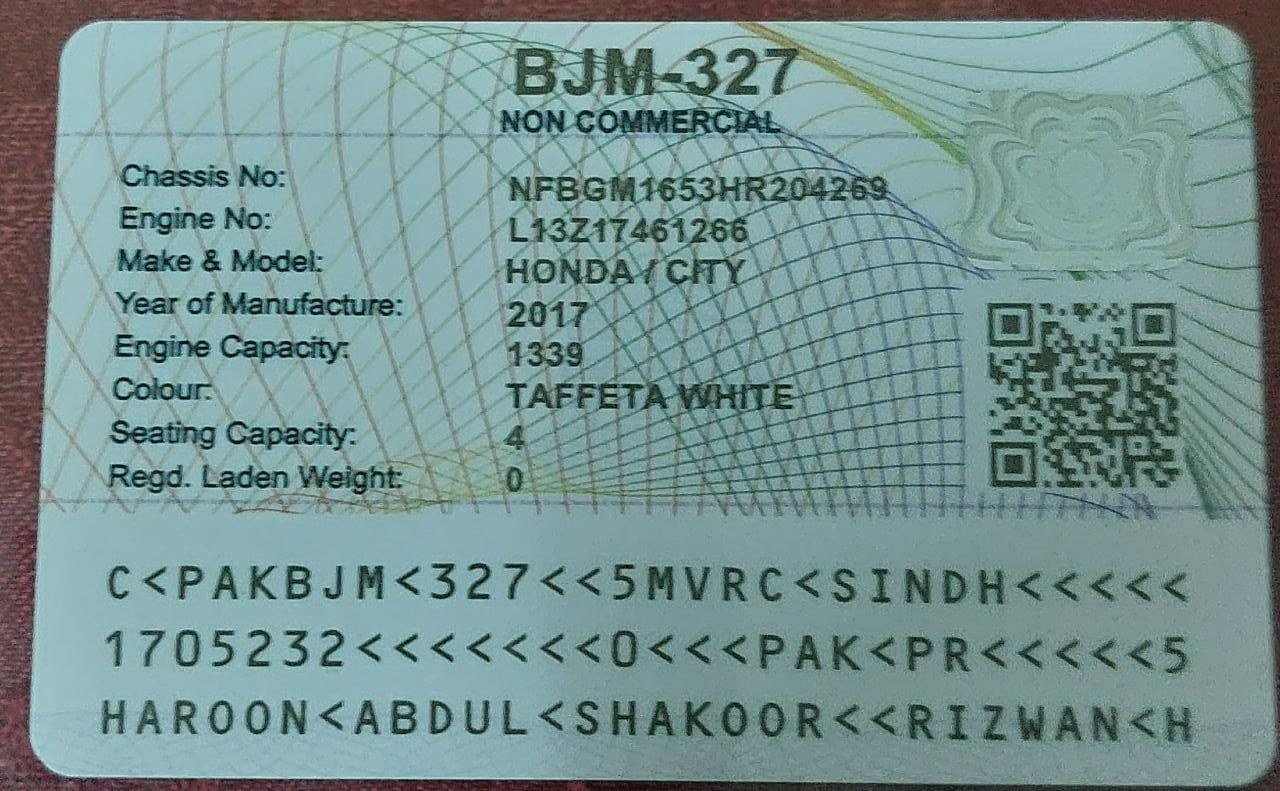 BJM-327
NON COMMERCIAL
Chassis No: NFBGM1653HR204269
Engine No: L13Z17461266
Make & Model: HONDA / CITY
Year of Manufacture: 2017
Engine Capacity: 1339
Colour: TAFFETA WHITE
Seating Capacity: 4
Regd. Laden Weight: 0
C<PAKBJM<327<<5MVRC<SINDH<<<<<
1705232<<<<<<<0<<<PAK<PR<<<<<5
HAROON<ABDUL<SHAKOOR<<RIZWAN<H